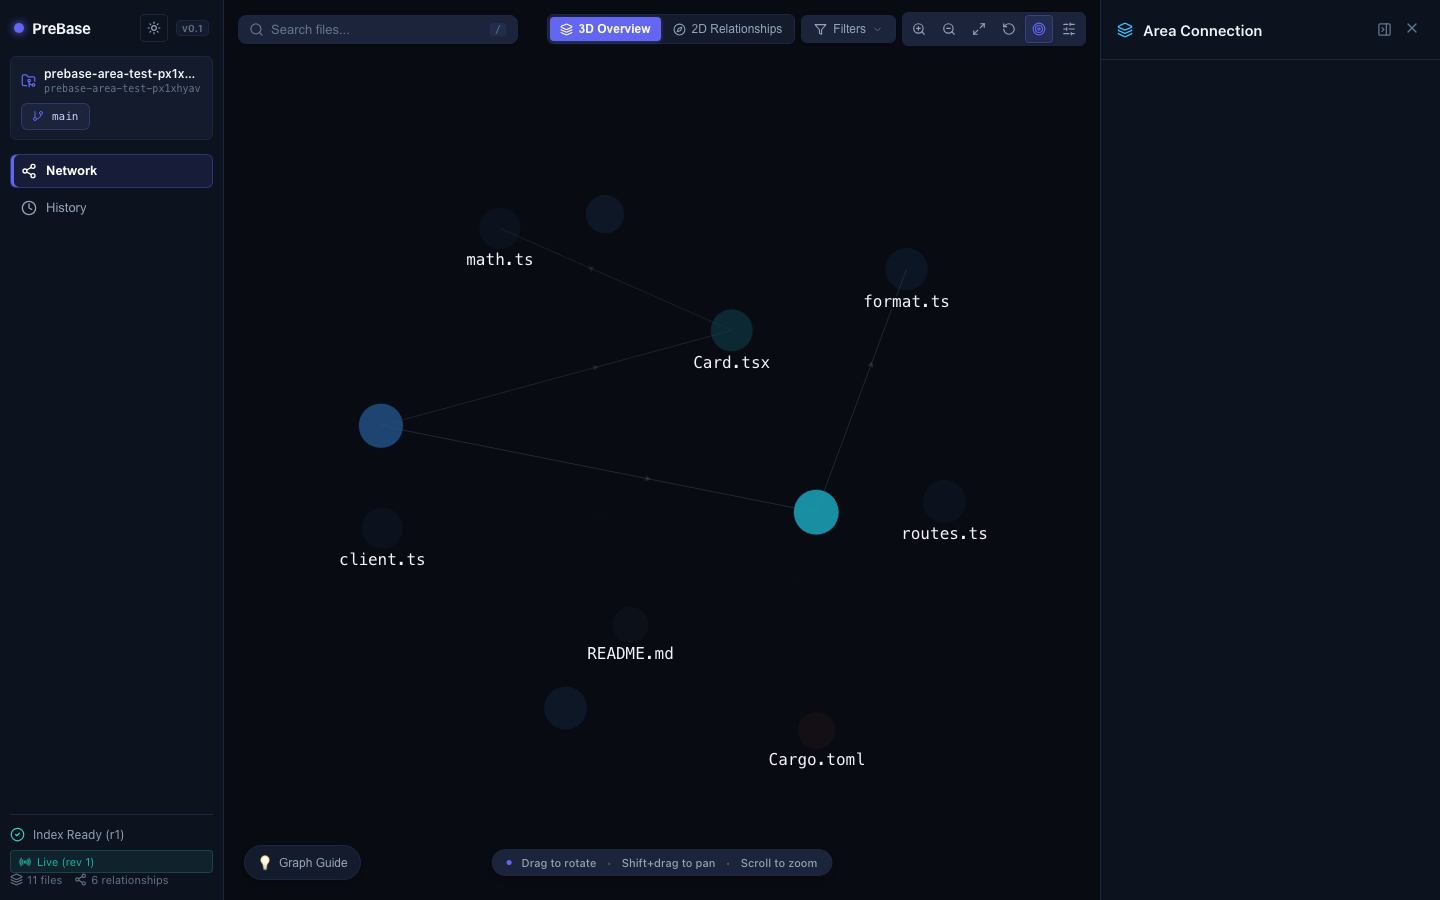 PreBase
v0.1
prebase-area-test-px1x...
prebase-area-test-px1xhyav
main
Network
History
Index Ready (r1)
Live (rev 1)
11 files
6 relationships
Search files...
/
3D Overview
2D Relationships
Filters
math.ts
format.ts
Card.tsx
client.ts
routes.ts
README.md
Cargo.toml
Graph Guide
Drag to rotate · Shift+drag to pan · Scroll to zoom
Area Connection